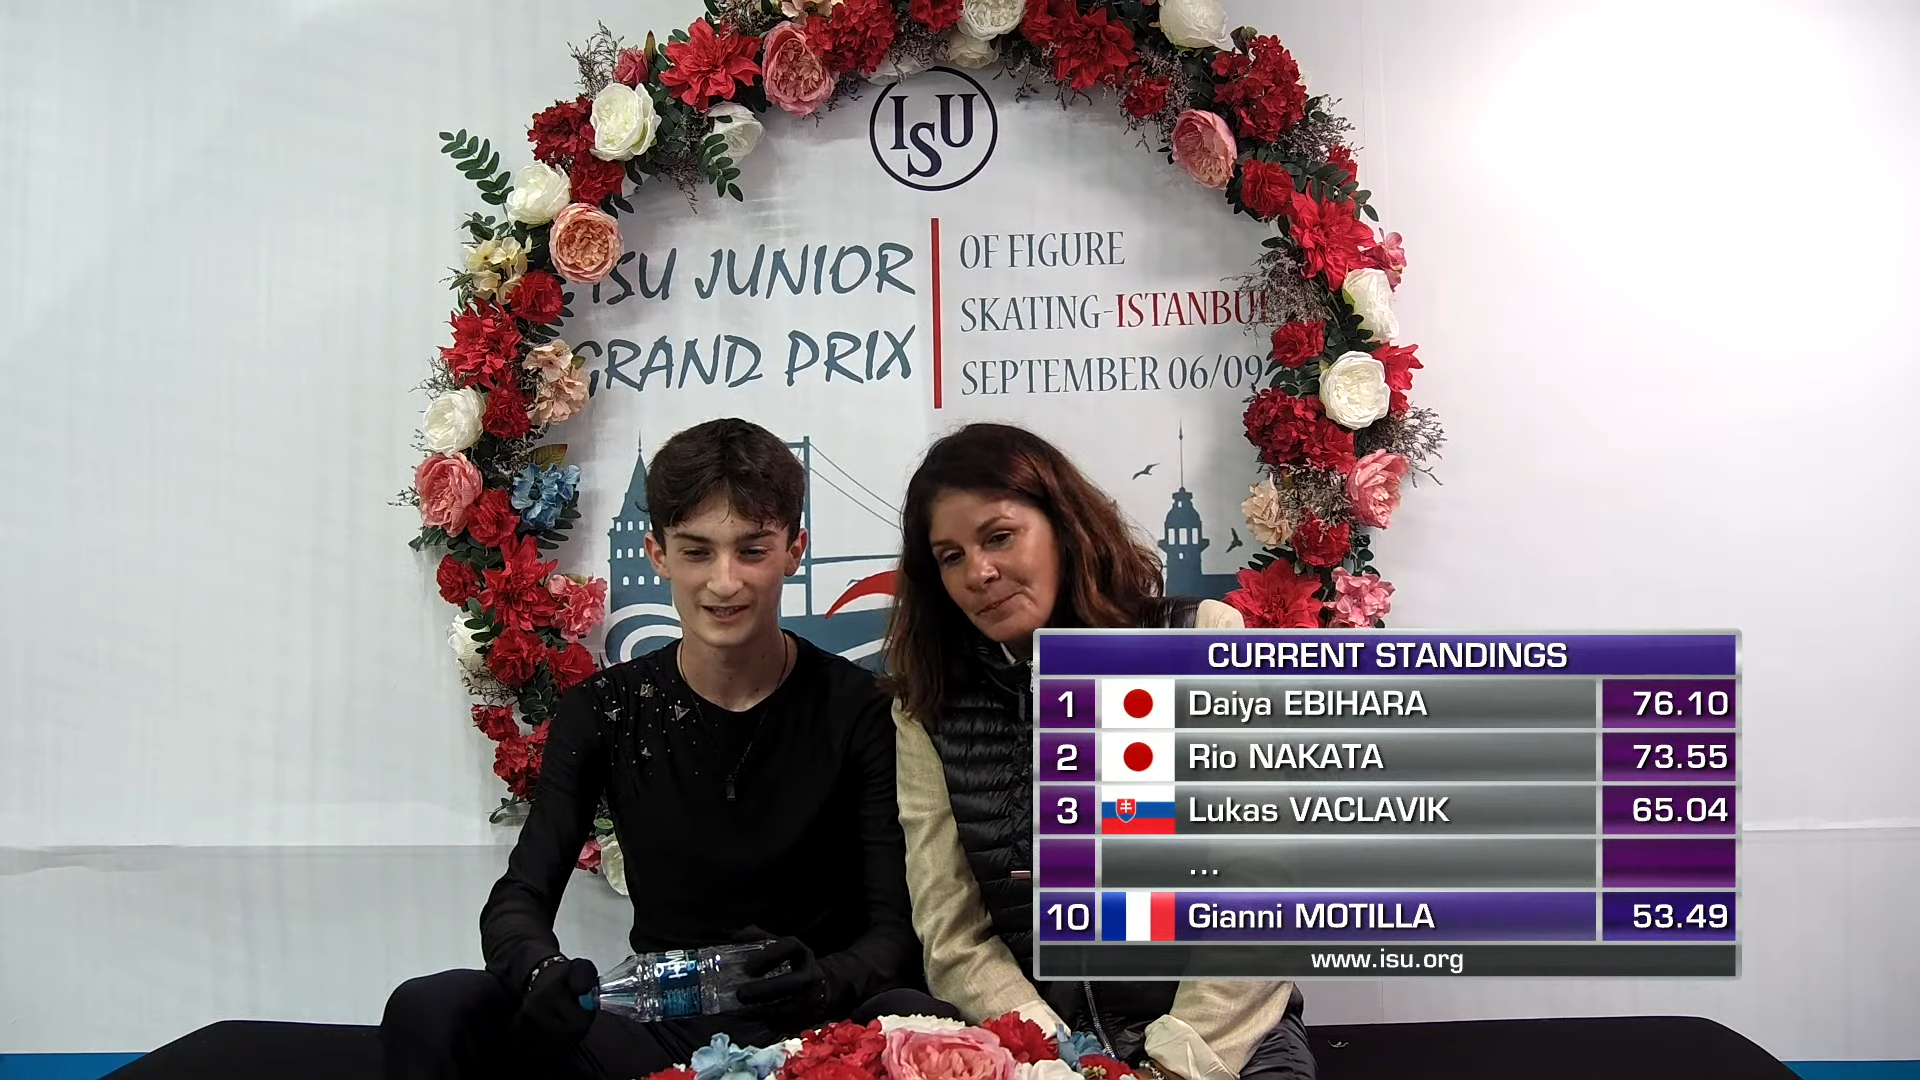 ISU
ISU JUNIOR
GRAND PRIX
OF FIGURE
SKATING-ISTANBUL
SEPTEMBER 06/09
CURRENT STANDINGS
1 Daiya EBIHARA 76.10
2 Rio NAKATA 73.55
3 Lukas VACLAVIK 65.04
...
10 Gianni MOTILLA 53.49
www.isu.org